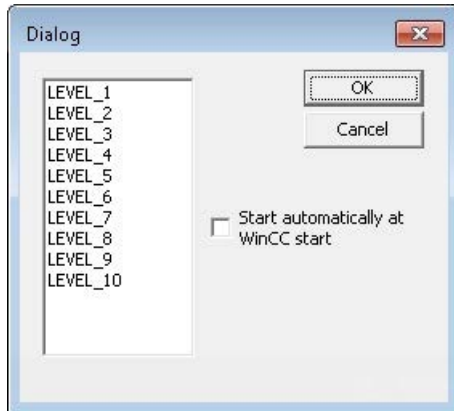 Dialog
LEVEL_1
LEVEL_2
LEVEL_3
LEVEL_4
LEVEL_5
LEVEL_6
LEVEL_7
LEVEL_8
LEVEL_9
LEVEL_10
OK
Cancel
Start automatically at
WinCC start